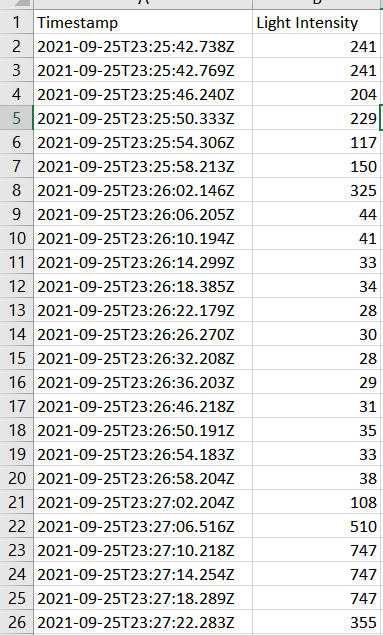 1 Timestamp Light Intensity
2 2021-09-25T23:25:42.738Z 241
3 2021-09-25T23:25:42.769Z 241
4 2021-09-25T23:25:46.240Z 204
5 2021-09-25T23:25:50.333Z 229
6 2021-09-25T23:25:54.306Z 117
7 2021-09-25T23:25:58.213Z 150
8 2021-09-25T23:26:02.146Z 325
9 2021-09-25T23:26:06.205Z 44
10 2021-09-25T23:26:10.194Z 41
11 2021-09-25T23:26:14.299Z 33
12 2021-09-25T23:26:18.385Z 34
13 2021-09-25T23:26:22.179Z 28
14 2021-09-25T23:26:26.270Z 30
15 2021-09-25T23:26:32.208Z 28
16 2021-09-25T23:26:36.203Z 29
17 2021-09-25T23:26:46.218Z 31
18 2021-09-25T23:26:50.191Z 35
19 2021-09-25T23:26:54.183Z 33
20 2021-09-25T23:26:58.204Z 38
21 2021-09-25T23:27:02.204Z 108
22 2021-09-25T23:27:06.516Z 510
23 2021-09-25T23:27:10.218Z 747
24 2021-09-25T23:27:14.254Z 747
25 2021-09-25T23:27:18.289Z 747
26 2021-09-25T23:27:22.283Z 355